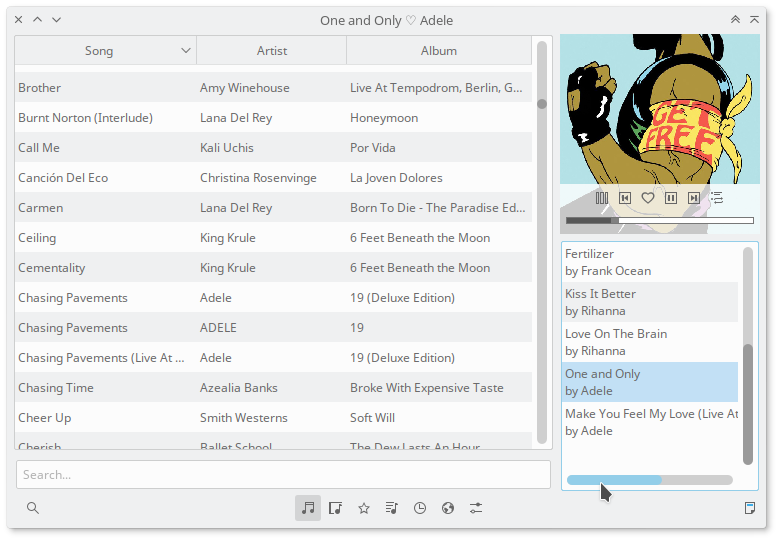 One and Only ♡ Adele
Song Artist Album
Brother Amy Winehouse Live At Tempodrom, Berlin, G...
Burnt Norton (Interlude) Lana Del Rey Honeymoon
Call Me Kali Uchis Por Vida
Canción Del Eco Christina Rosenvinge La Joven Dolores
Carmen Lana Del Rey Born To Die - The Paradise Ed...
Ceiling King Krule 6 Feet Beneath the Moon
Cementality King Krule 6 Feet Beneath the Moon
Chasing Pavements Adele 19 (Deluxe Edition)
Chasing Pavements ADELE 19
Chasing Pavements (Live At ... Adele 19 (Deluxe Edition)
Chasing Time Azealia Banks Broke With Expensive Taste
Cheer Up Smith Westerns Soft Will
Cherish Ballet School The Dew Lasts An Hour
Search...
GET
FREE
Fertilizer
by Frank Ocean
Kiss It Better
by Rihanna
Love On The Brain
by Rihanna
One and Only
by Adele
Make You Feel My Love (Live At
by Adele